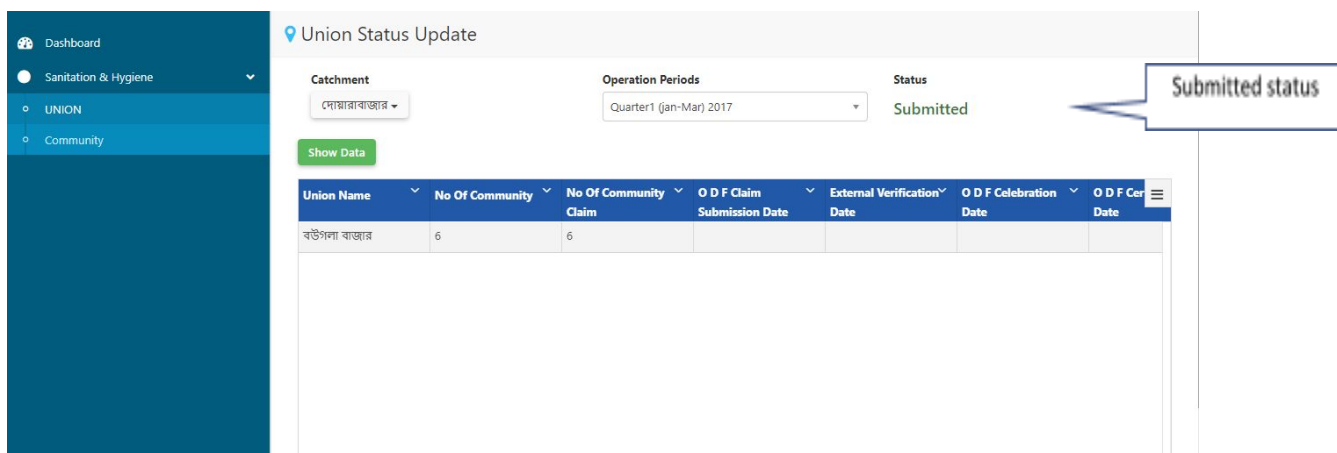 Dashboard
Sanitation & Hygiene
UNION
Community
Union Status Update
Catchment
Operation Periods
Status
দোয়ারাবাজার
Quarter1 (jan-Mar) 2017
Submitted
Submitted status
Show Data
Union Name
No Of Community
No Of Community
Claim
O D F Claim
Submission Date
External Verification
Date
O D F Celebration
Date
O D F Cer
Date
বউগলা বাজার
6
6